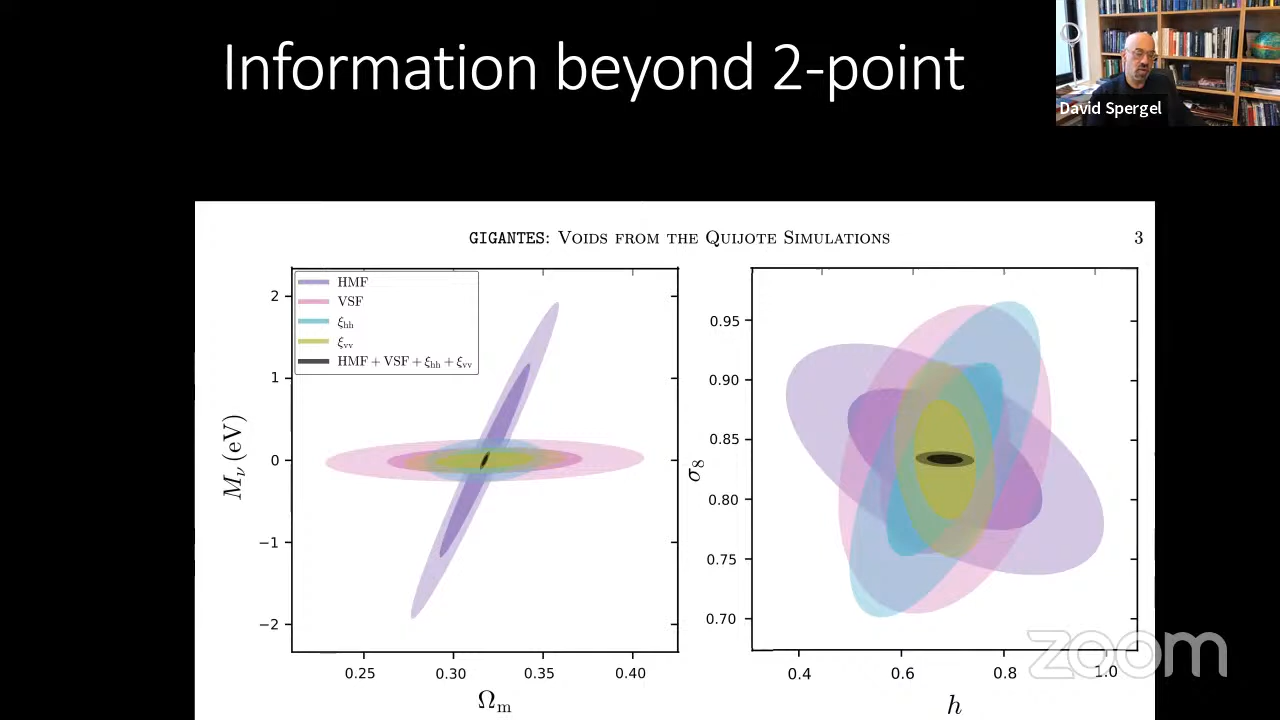 Information beyond 2-point
David Spergel
GIGANTES: VOIDS FROM THE QUIJOTE SIMULATIONS 3
HMF
VSF
ξhh
ξvv
HMF + VSF + ξhh + ξvv
2
1
0
−1
−2
Mν (eV)
0.25 0.30 0.35 0.40
Ωm
0.95
0.90
0.85
0.80
0.75
0.70
σ8
0.4 0.6 0.8 1.0
h
zoom